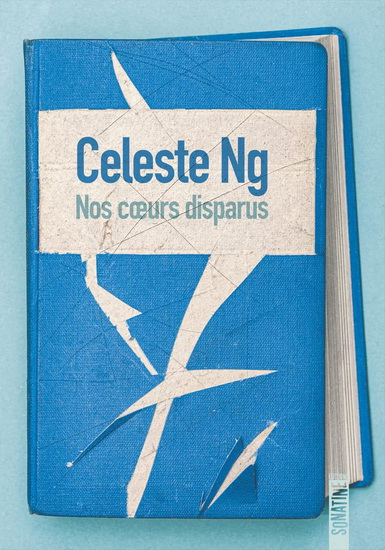 Celeste Ng
Nos cœurs disparus
SONATINE